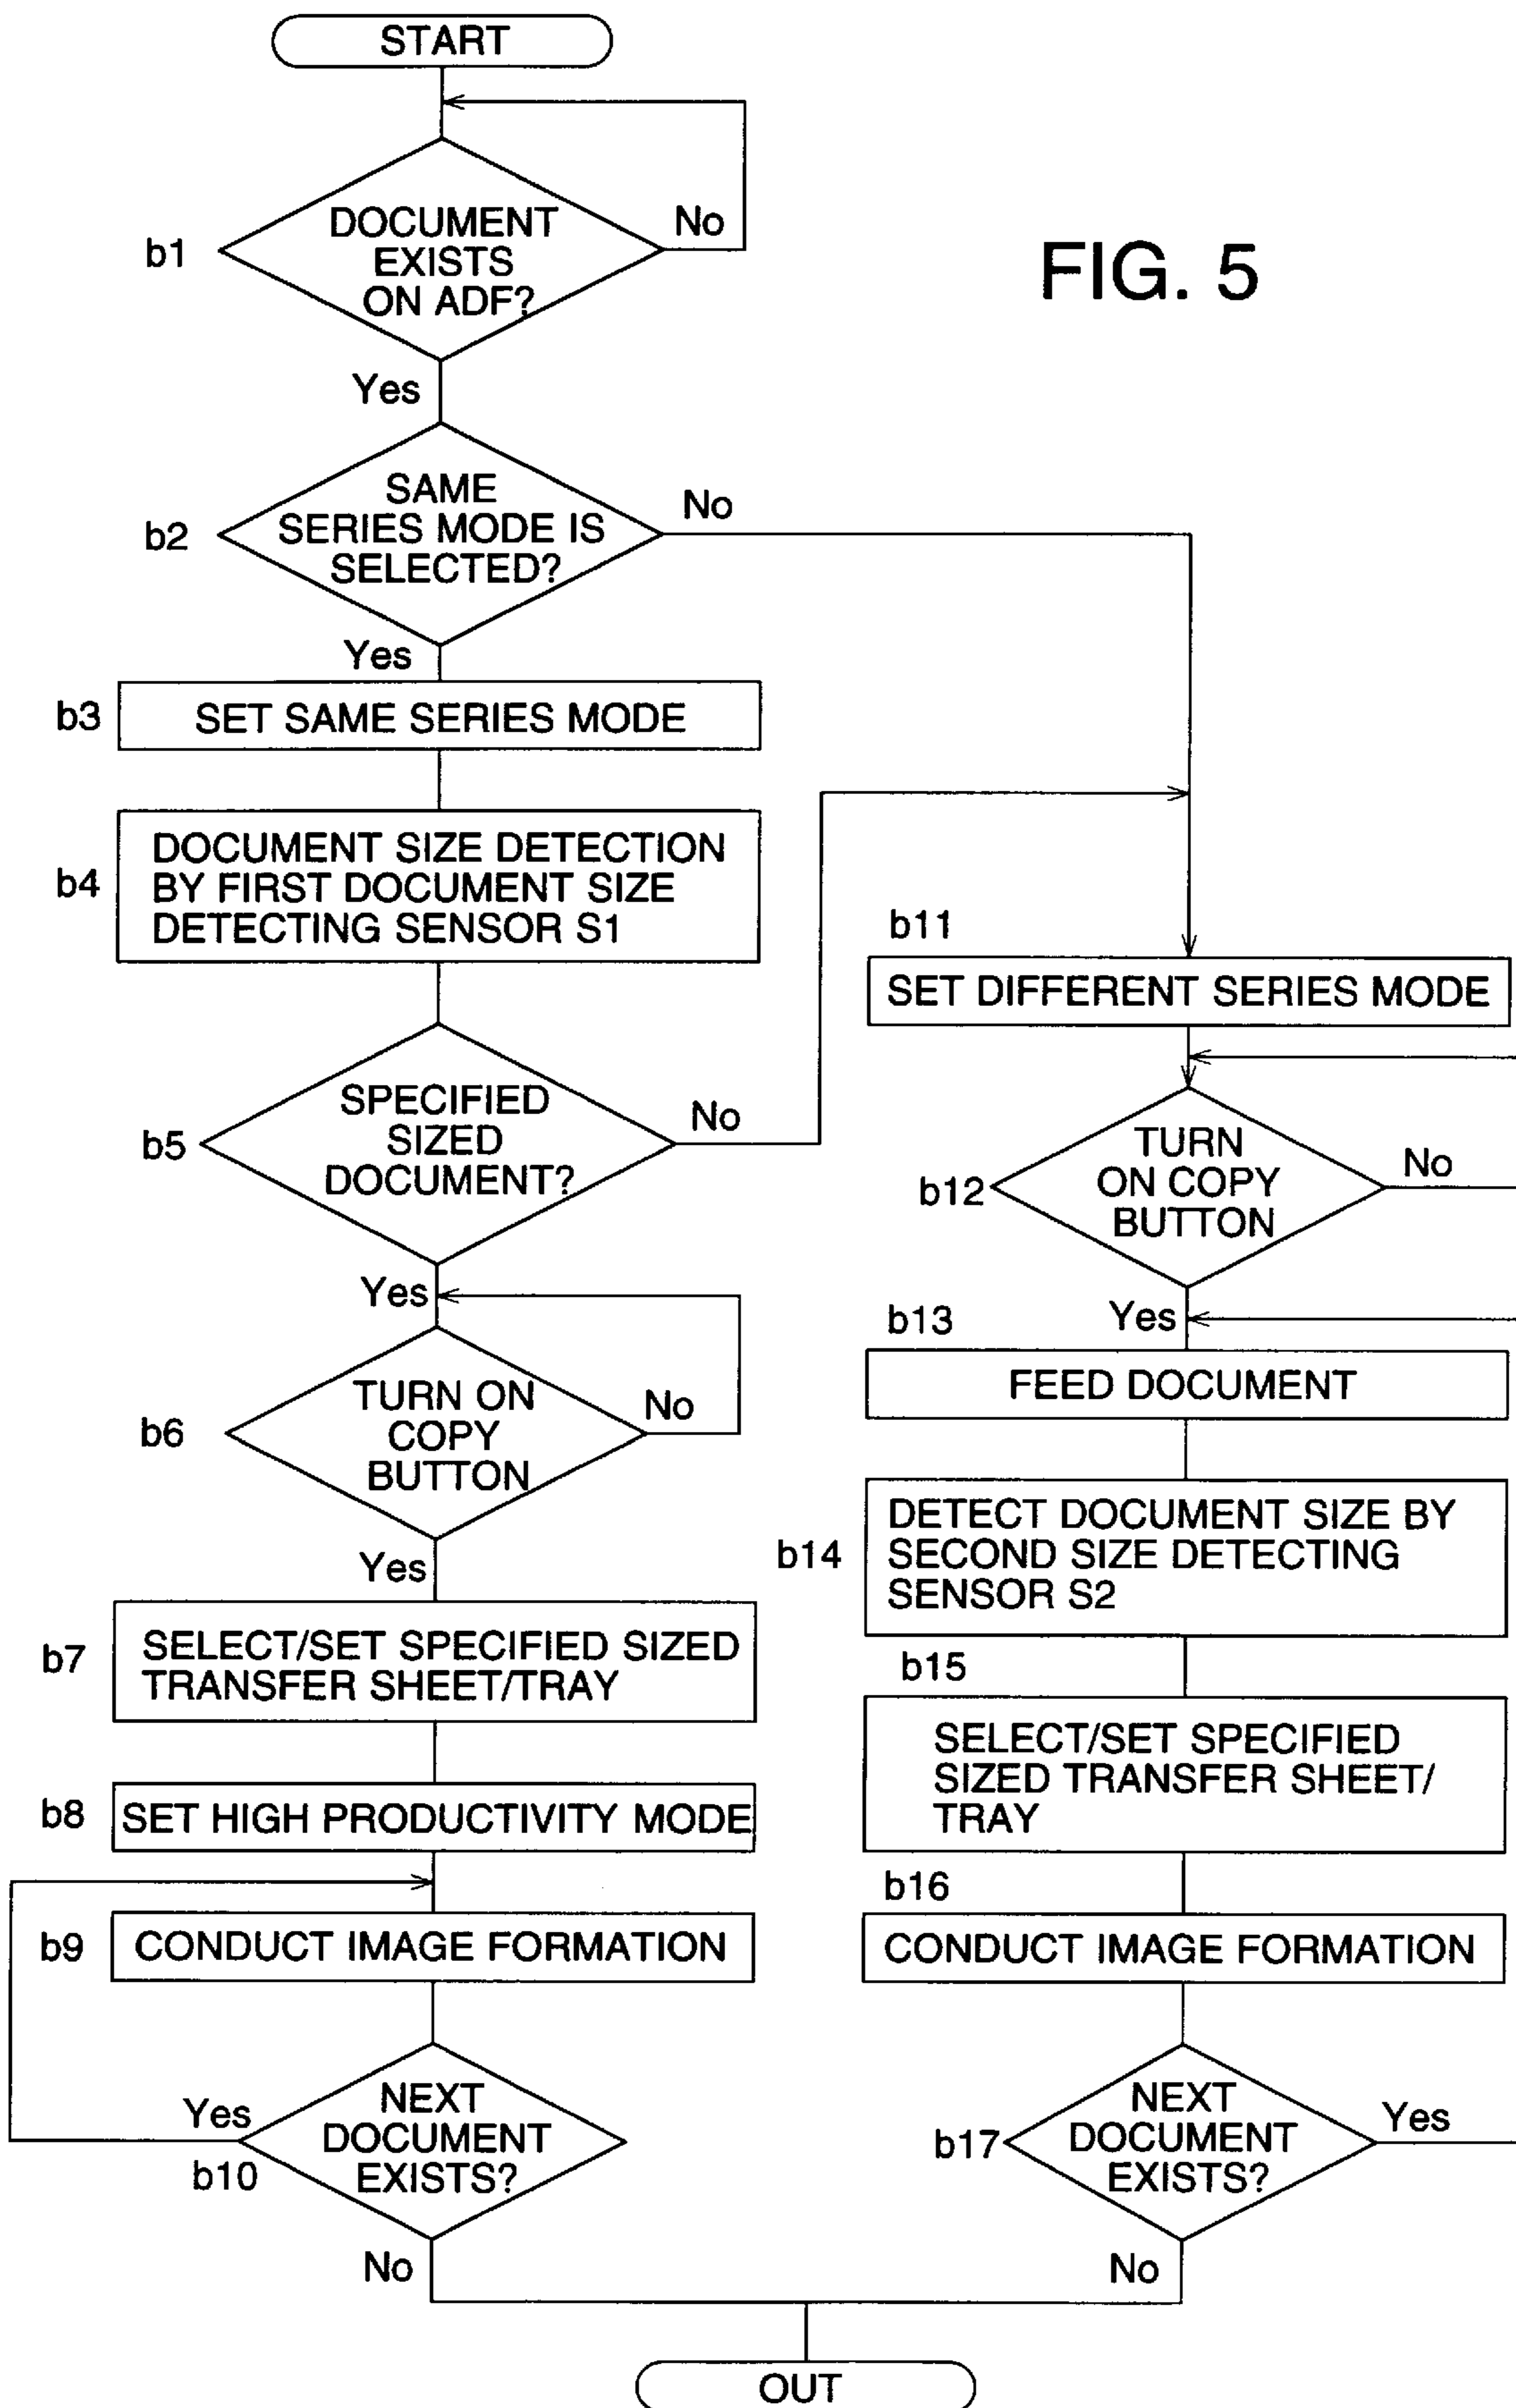 START
DOCUMENT
EXISTS
ON ADF?
b1
No
FIG. 5
Yes
SAME
SERIES MODE IS
SELECTED?
b2
No
Yes
b3
SET SAME SERIES MODE
b4
DOCUMENT SIZE DETECTION
BY FIRST DOCUMENT SIZE
DETECTING SENSOR S1
b5
SPECIFIED
SIZED
DOCUMENT?
No
Yes
b6
TURN ON
COPY
BUTTON
No
Yes
b7
SELECT/SET SPECIFIED SIZED
TRANSFER SHEET/TRAY
b8
SET HIGH PRODUCTIVITY MODE
b9
CONDUCT IMAGE FORMATION
Yes
b10
NEXT
DOCUMENT
EXISTS?
No
b11
SET DIFFERENT SERIES MODE
b12
TURN
ON COPY
BUTTON
No
Yes
b13
FEED DOCUMENT
b14
DETECT DOCUMENT SIZE BY
SECOND SIZE DETECTING
SENSOR S2
b15
SELECT/SET SPECIFIED
SIZED TRANSFER SHEET/
TRAY
b16
CONDUCT IMAGE FORMATION
b17
NEXT
DOCUMENT
EXISTS?
Yes
No
OUT